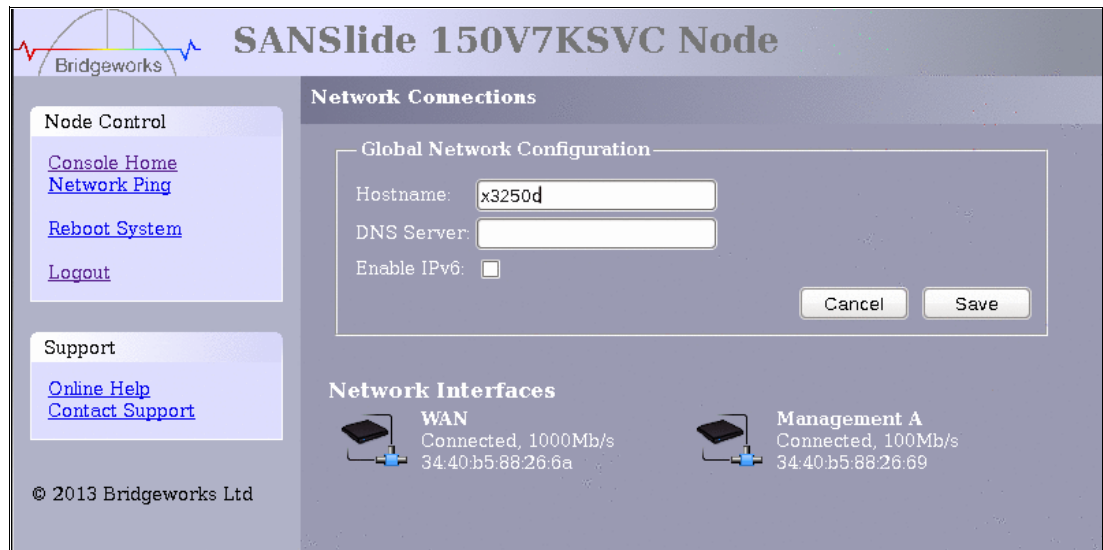 Bridgeworks
SANSlide 150V7KSVC Node
Node Control
Console Home
Network Ping
Reboot System
Logout
Support
Online Help
Contact Support
© 2013 Bridgeworks Ltd
Network Connections
Global Network Configuration
Hostname: x3250d
DNS Server:
Enable IPv6:
Cancel Save
Network Interfaces
WAN
Connected, 1000Mb/s
34:40:b5:88:26:6a
Management A
Connected, 100Mb/s
34:40:b5:88:26:69